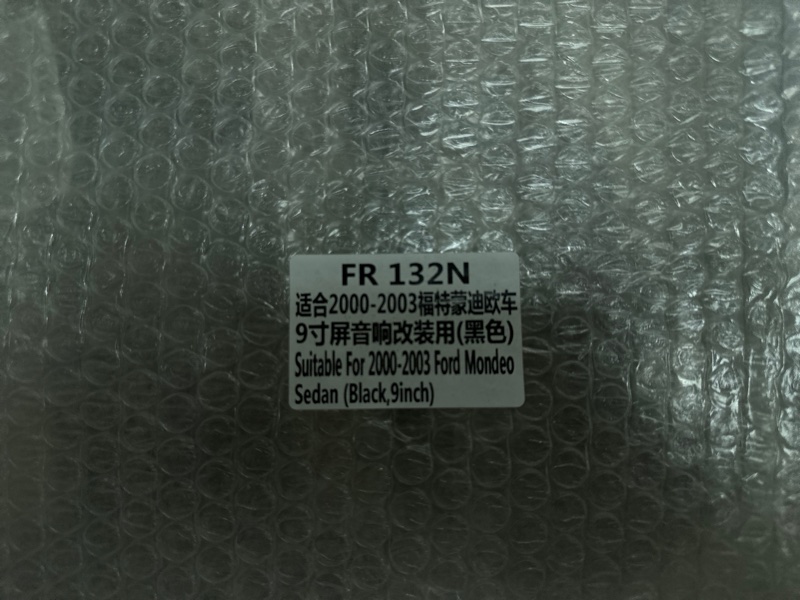 FR 132N
适合2000-2003福特蒙迪欧车
9寸屏音响改装用(黑色)
Suitable For 2000-2003 Ford Mondeo
Sedan (Black,9inch)